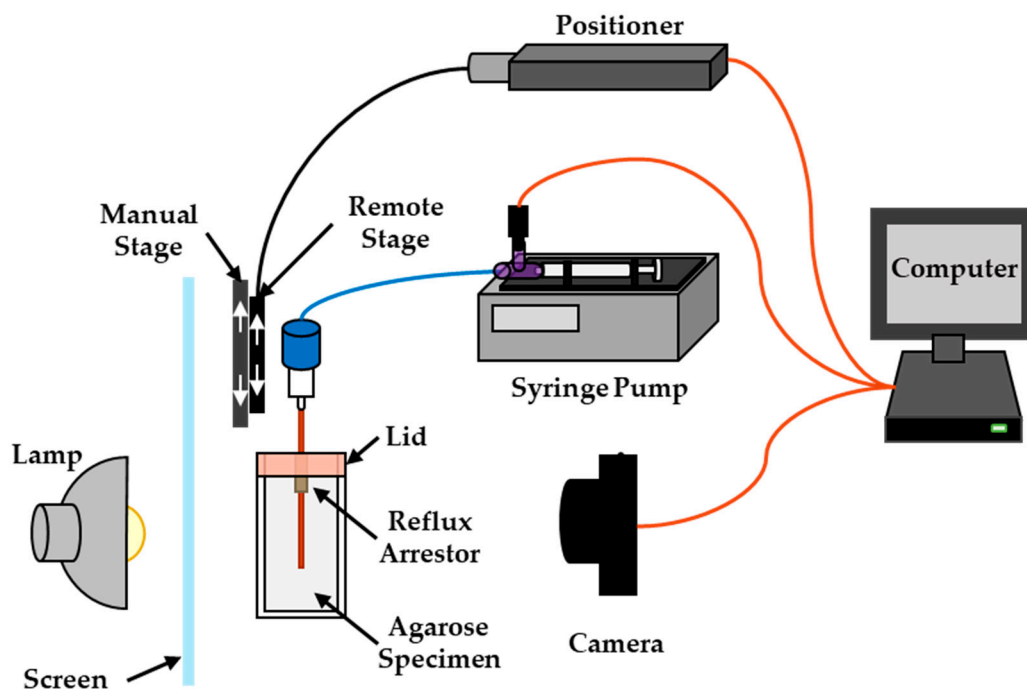 Positioner
Manual
Stage
Remote
Stage
Computer
Syringe Pump
Lid
Lamp
Reflux
Arrestor
Agarose
Specimen
Camera
Screen